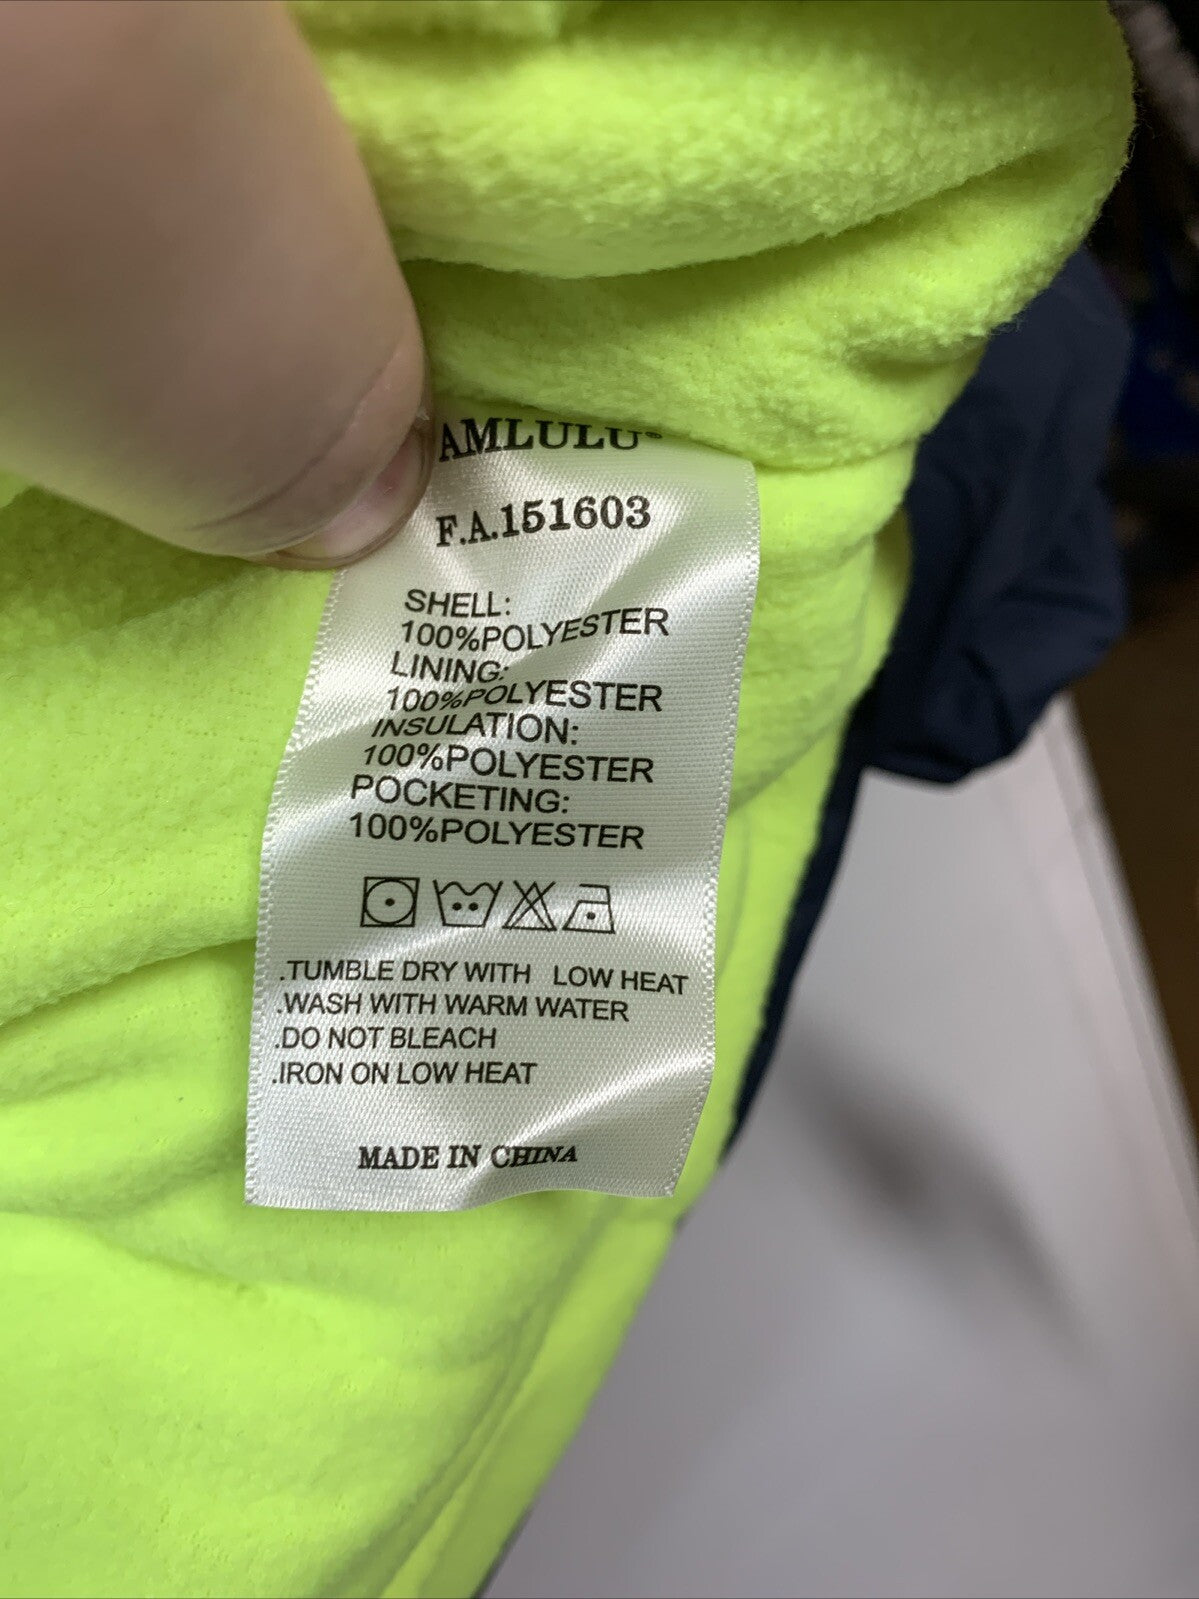 AMLULU®
F.A.151603
SHELL:
100%POLYESTER
LINING:
100%POLYESTER
INSULATION:
100%POLYESTER
POCKETING:
100%POLYESTER
.TUMBLE DRY WITH LOW HEAT
.WASH WITH WARM WATER
.DO NOT BLEACH
.IRON ON LOW HEAT
MADE IN CHINA